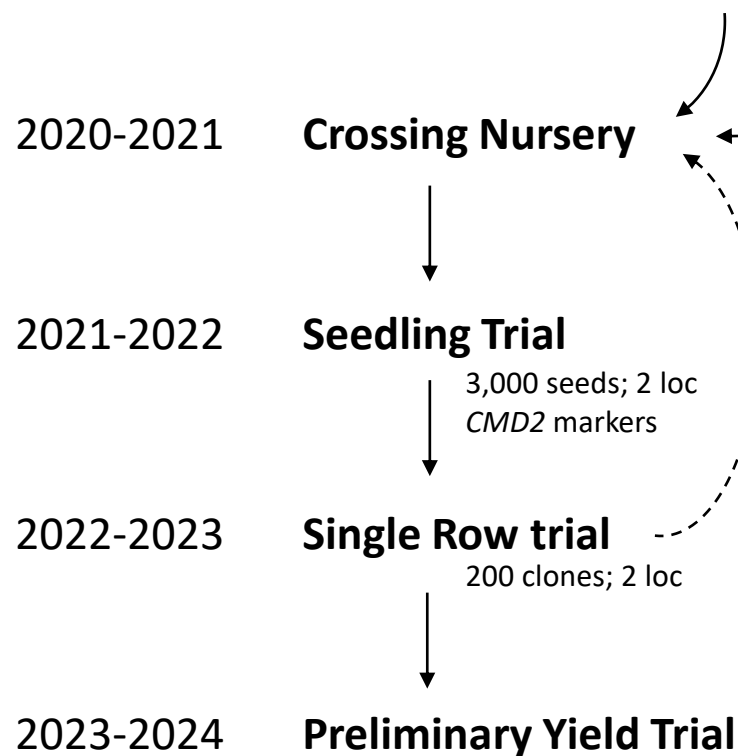 2020-2021 Crossing Nursery
2021-2022 Seedling Trial
3,000 seeds; 2 loc
CMD2 markers
2022-2023 Single Row trial
200 clones; 2 loc
2023-2024 Preliminary Yield Trial